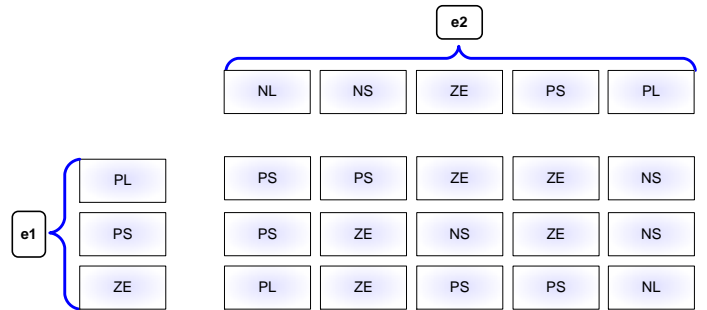 e2
NL NS ZE PS PL
PL PS PS ZE ZE NS
e1
PS PS ZE NS ZE NS
ZE PL ZE PS PS NL